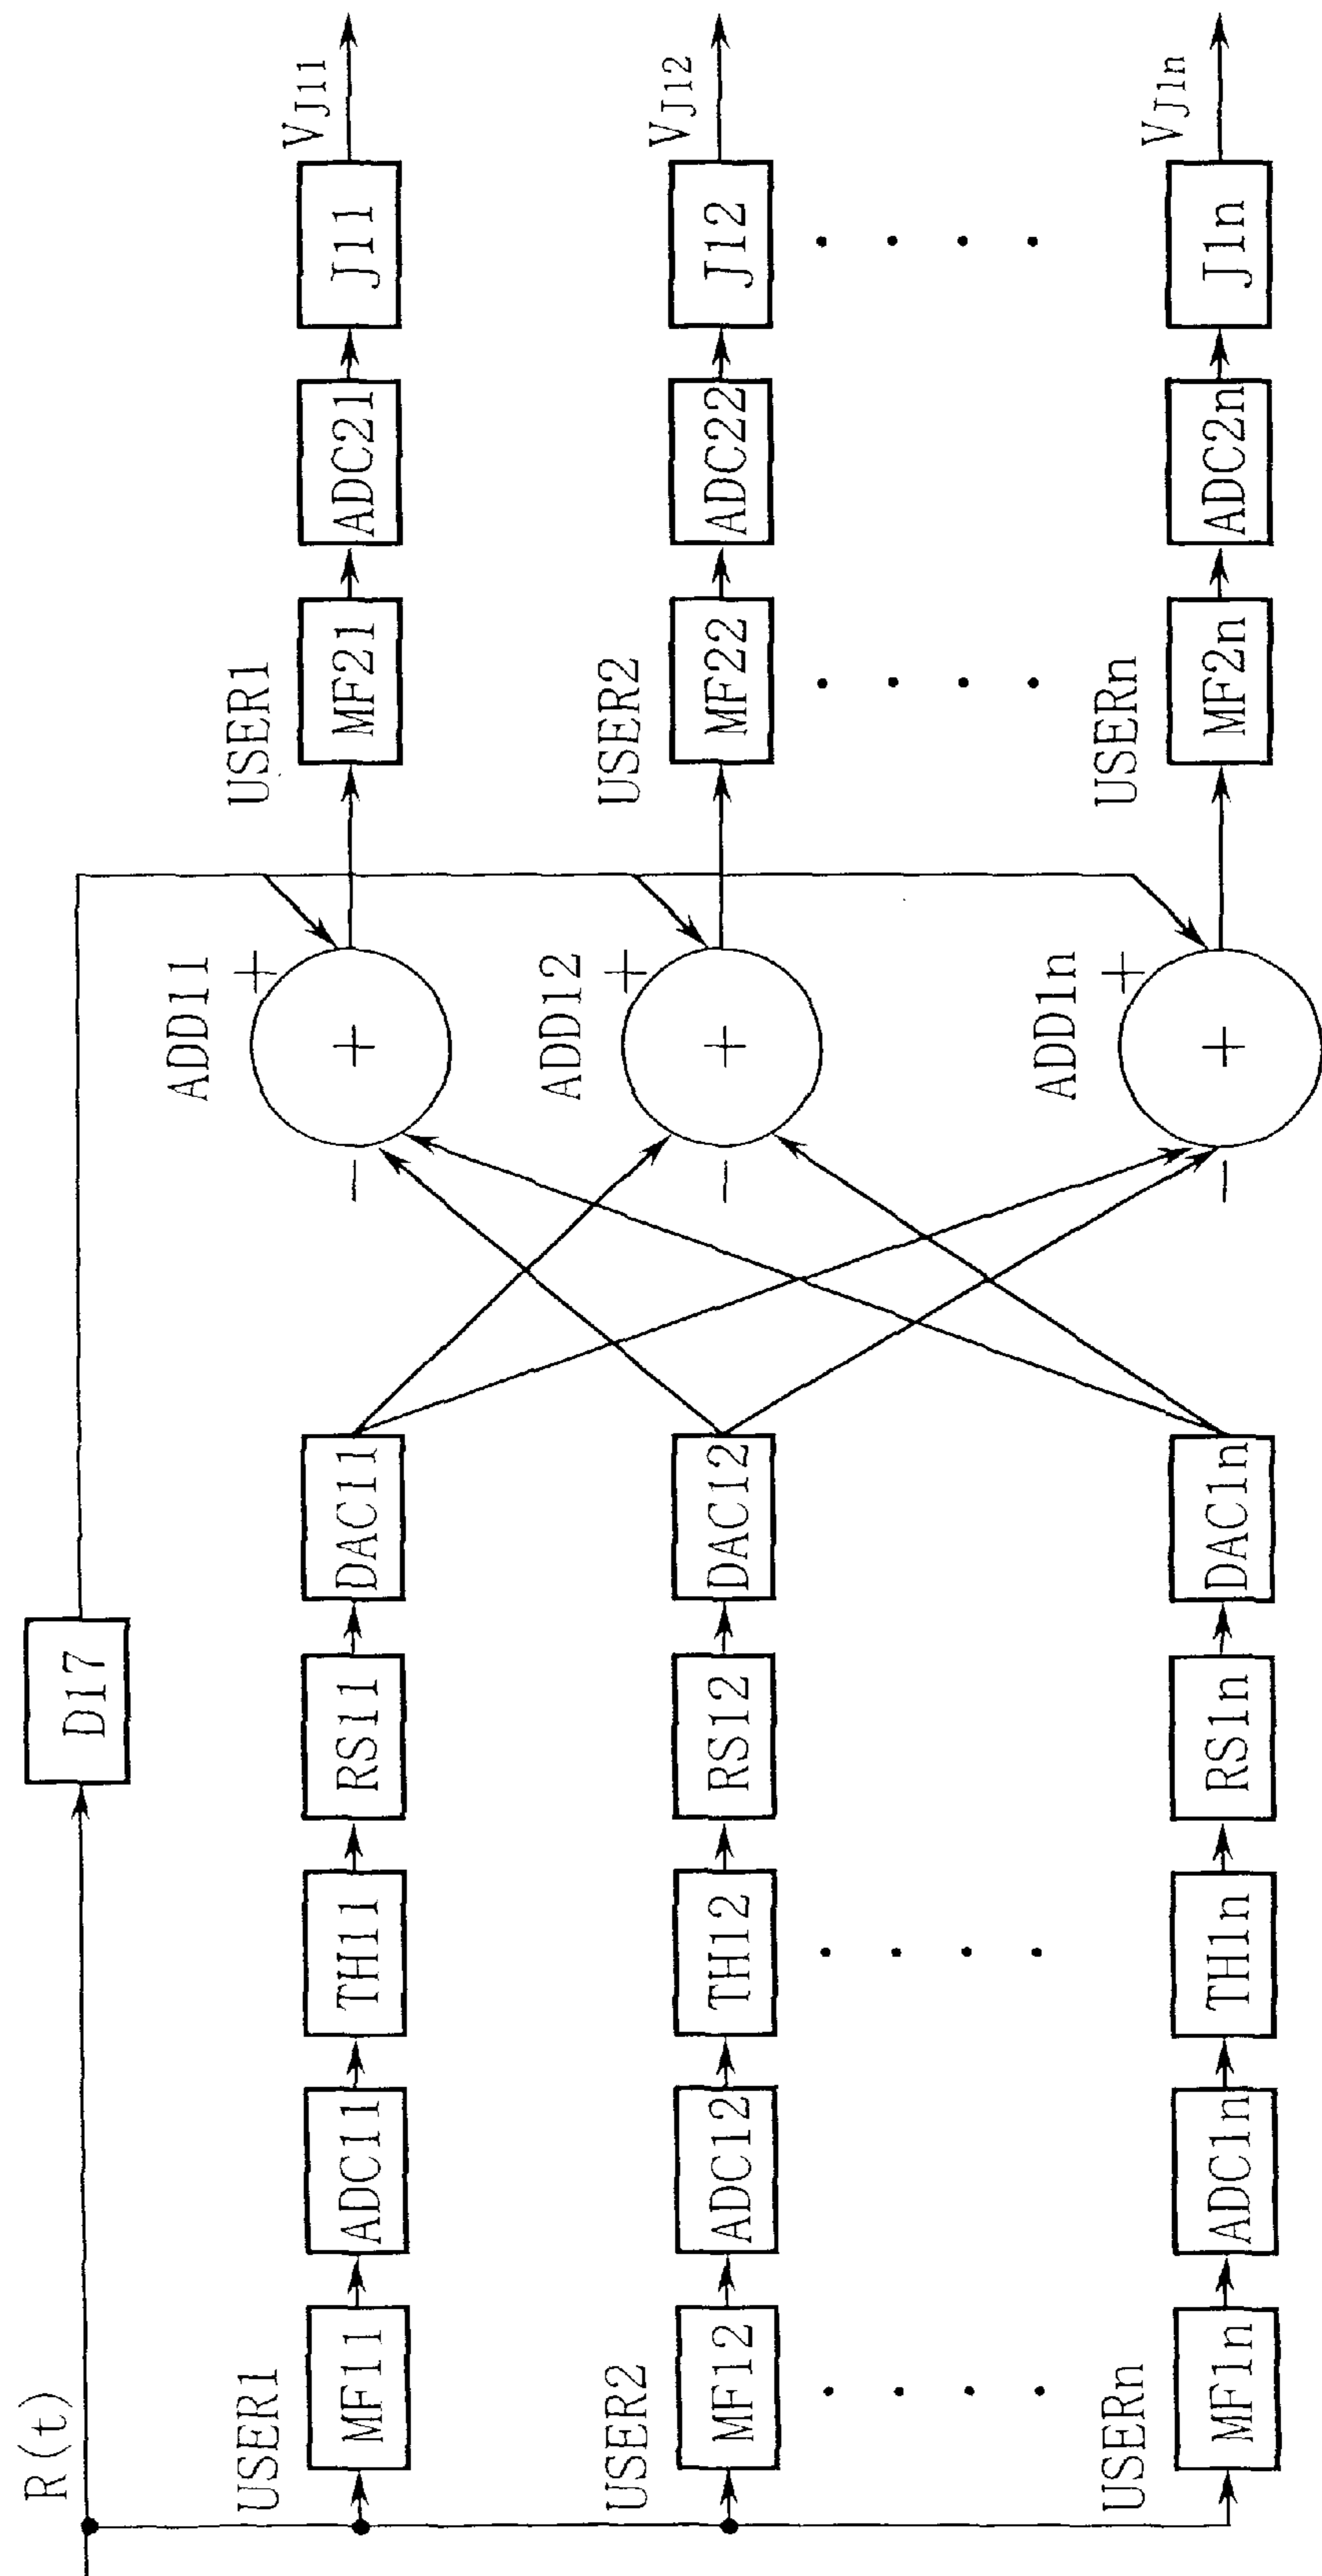 R(t)
D17
USER1
MF11
ADC11
TH11
RS11
DAC11
ADD11
+
+
−
USER1
MF21
ADC21
J11
VJ11
USER2
MF12
ADC12
TH12
RS12
DAC12
ADD12
+
+
−
USER2
MF22
ADC22
J12
VJ12
USERn
MF1n
ADC1n
TH1n
RS1n
DAC1n
ADD1n
+
+
−
USERn
MF2n
ADC2n
J1n
VJ1n